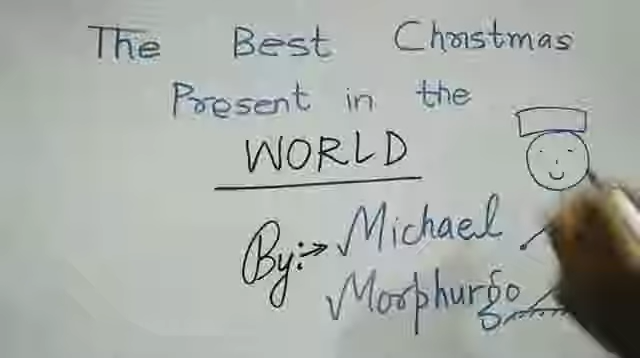 The Best Christmas
Present in the
WORLD
By:→ Michael
Morphurgo